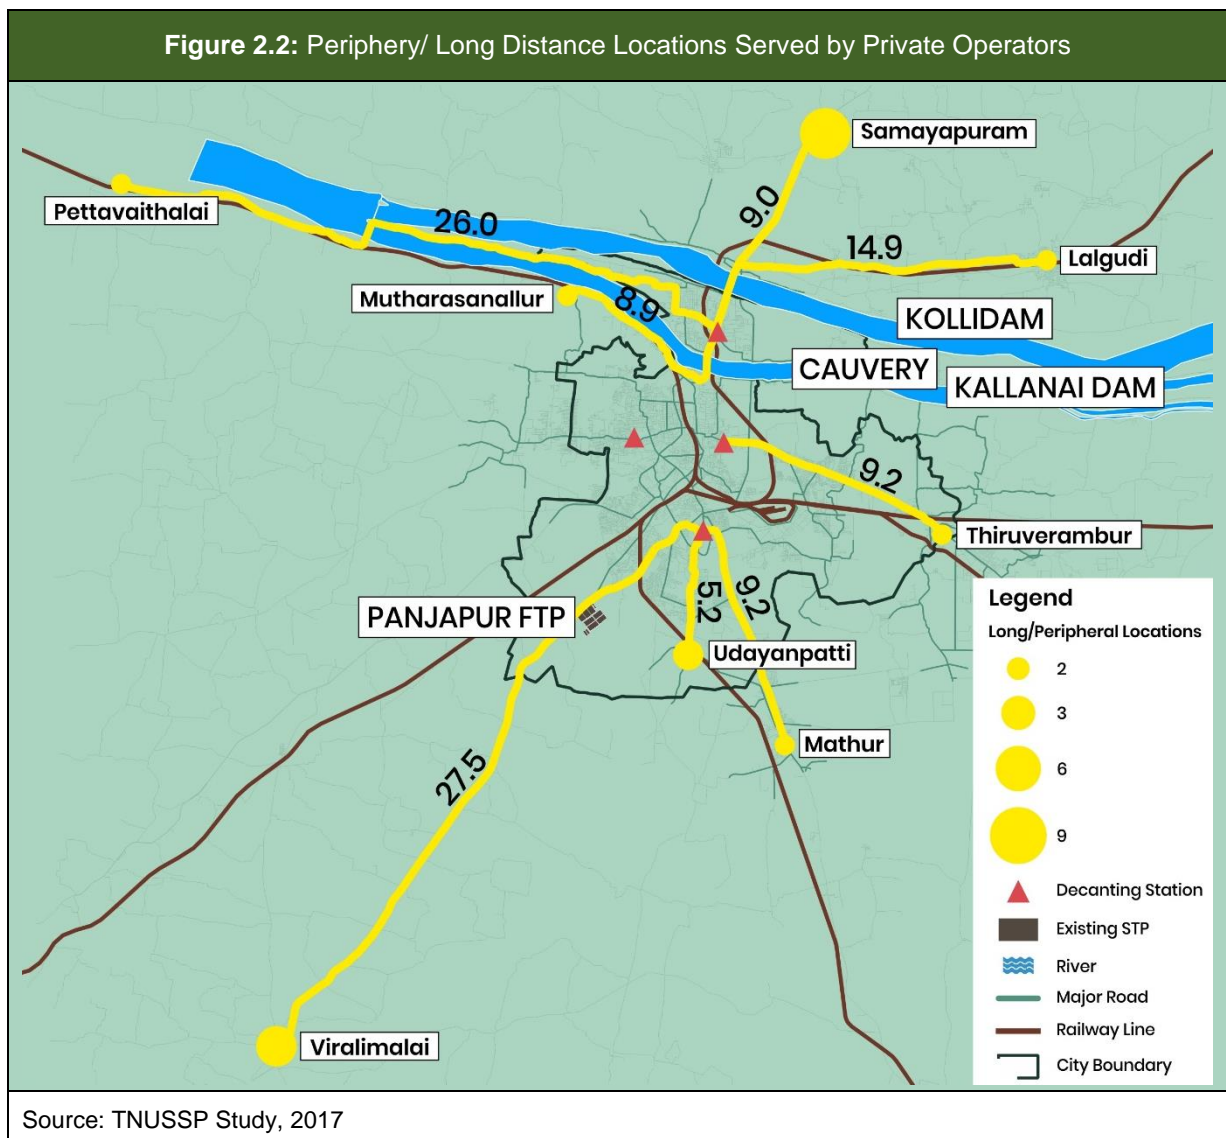 Figure 2.2: Periphery/ Long Distance Locations Served by Private Operators
Samayapuram
Pettavaithalai
26.0
9.0
14.9
Lalgudi
Mutharasanallur
8.9
KOLLIDAM
CAUVERY
KALLANAI DAM
9.2
Thiruverambur
PANJAPUR FTP
5.2
9.2
Udayanpatti
Mathur
27.5
Viralimalai
Legend
Long/Peripheral Locations
2
3
6
9
Decanting Station
Existing STP
River
Major Road
Railway Line
City Boundary
Source: TNUSSP Study, 2017